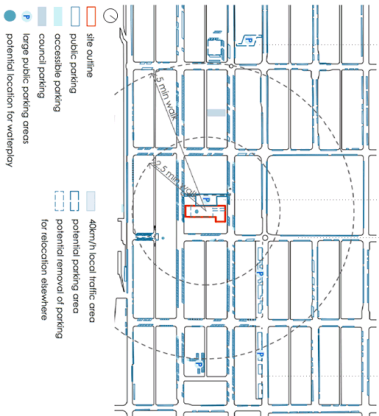 site outline
public parking
accessible parking
council parking
P large public parking areas
potential location for waterplay
40km/h local traffic area
potential parking area
potential removal of parking
for relocation elsewhere
5 min walk
2.5 min walk
P
P
P
P
P